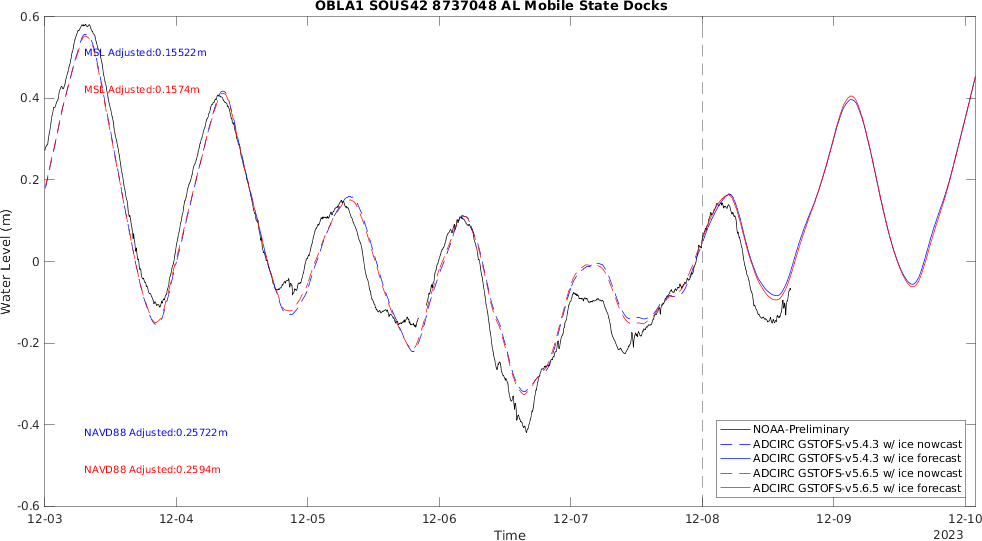 OBLA1 SOUS42 8737048 AL Mobile State Docks
0.6
MSL Adjusted:0.15522m
MSL Adjusted:0.1574m
0.4
0.2
0
-0.2
-0.4
-0.6
Water Level (m)
NAVD88 Adjusted:0.25722m
NAVD88 Adjusted:0.2594m
NOAA-Preliminary
ADCIRC GSTOFS-v5.4.3 w/ ice nowcast
ADCIRC GSTOFS-v5.4.3 w/ ice forecast
ADCIRC GSTOFS-v5.6.5 w/ ice nowcast
ADCIRC GSTOFS-v5.6.5 w/ ice forecast
12-03 12-04 12-05 12-06 12-07 12-08 12-09 12-10
Time
2023